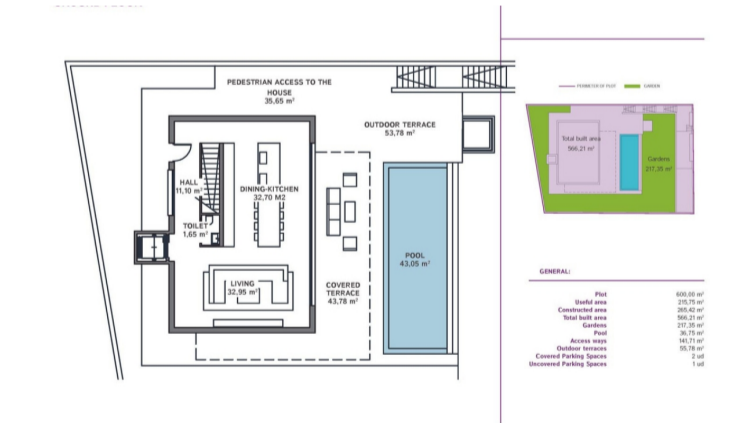 PEDESTRIAN ACCESS TO THE
HOUSE
35,65 m²
OUTDOOR TERRACE
53,78 m²
HALL
11,10 m²
DINING-KITCHEN
32,70 M2
TOILET
1,65 m²
LIVING
32,95 m²
COVERED
TERRACE
43,78 m²
POOL
43,05 m²
PERIMETER OF PLOT
GARDEN
Total built area
566,21 m²
Gardens
217,35 m²
GENERAL:
Plot 600,00 m²
Useful area 215,75 m²
Constructed area 265,42 m²
Total built area 566,21 m²
Gardens 217,35 m²
Pool 36,75 m²
Access ways 141,71 m²
Outdoor terraces 55,78 m²
Covered Parking Spaces 2 ud
Uncovered Parking Spaces 1 ud